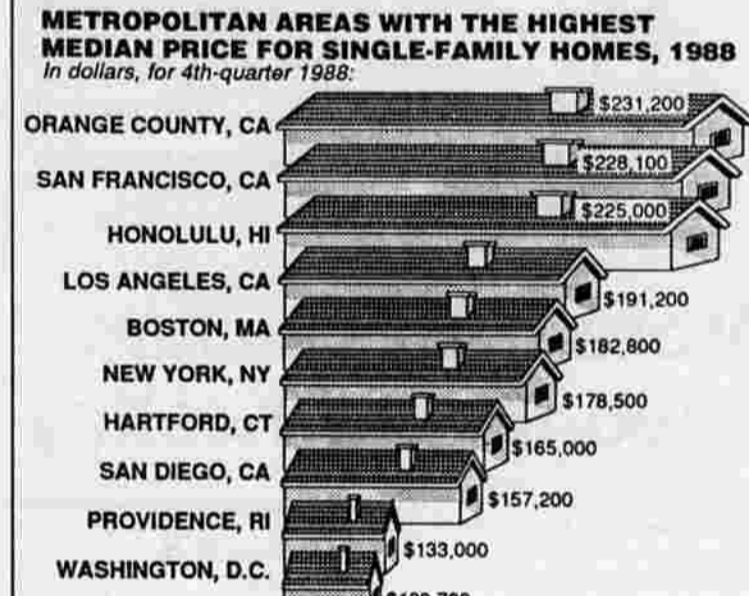 METROPOLITAN AREAS WITH THE HIGHEST
MEDIAN PRICE FOR SINGLE-FAMILY HOMES, 1988
In dollars, for 4th-quarter 1988:
ORANGE COUNTY, CA $231,200
SAN FRANCISCO, CA $228,100
HONOLULU, HI $225,000
LOS ANGELES, CA $191,200
BOSTON, MA $182,800
NEW YORK, NY $178,500
HARTFORD, CT $165,000
SAN DIEGO, CA $157,200
PROVIDENCE, RI $133,000
WASHINGTON, D.C.